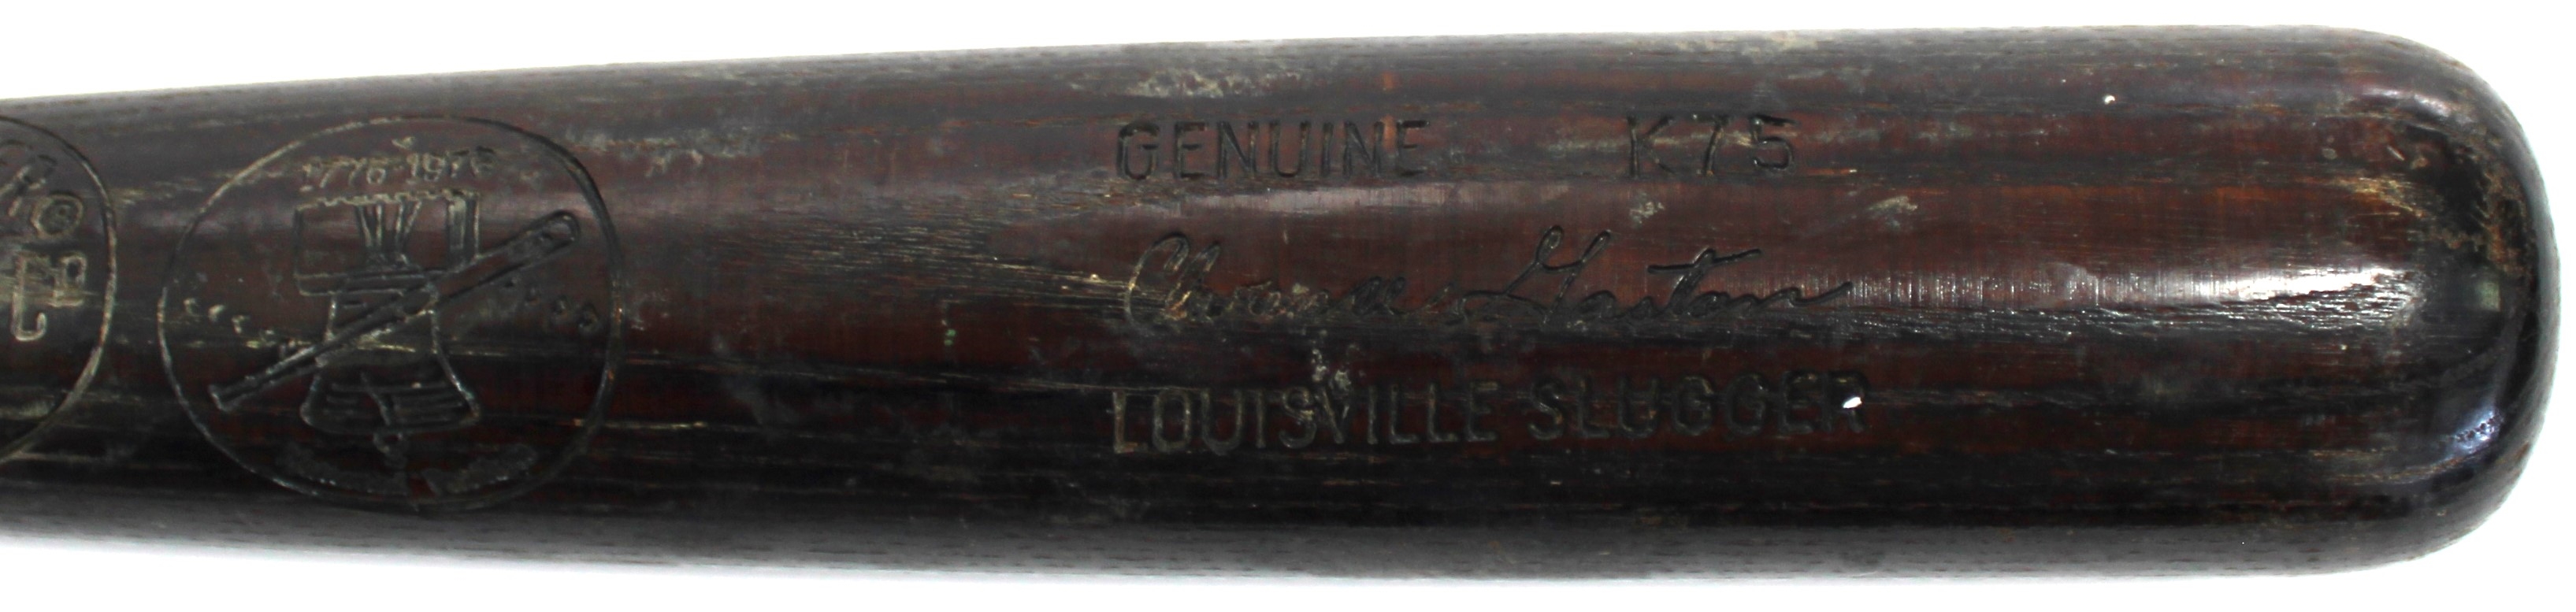 1776-1976
GENUINE K75
Clarence Gaston
LOUISVILLE SLUGGER